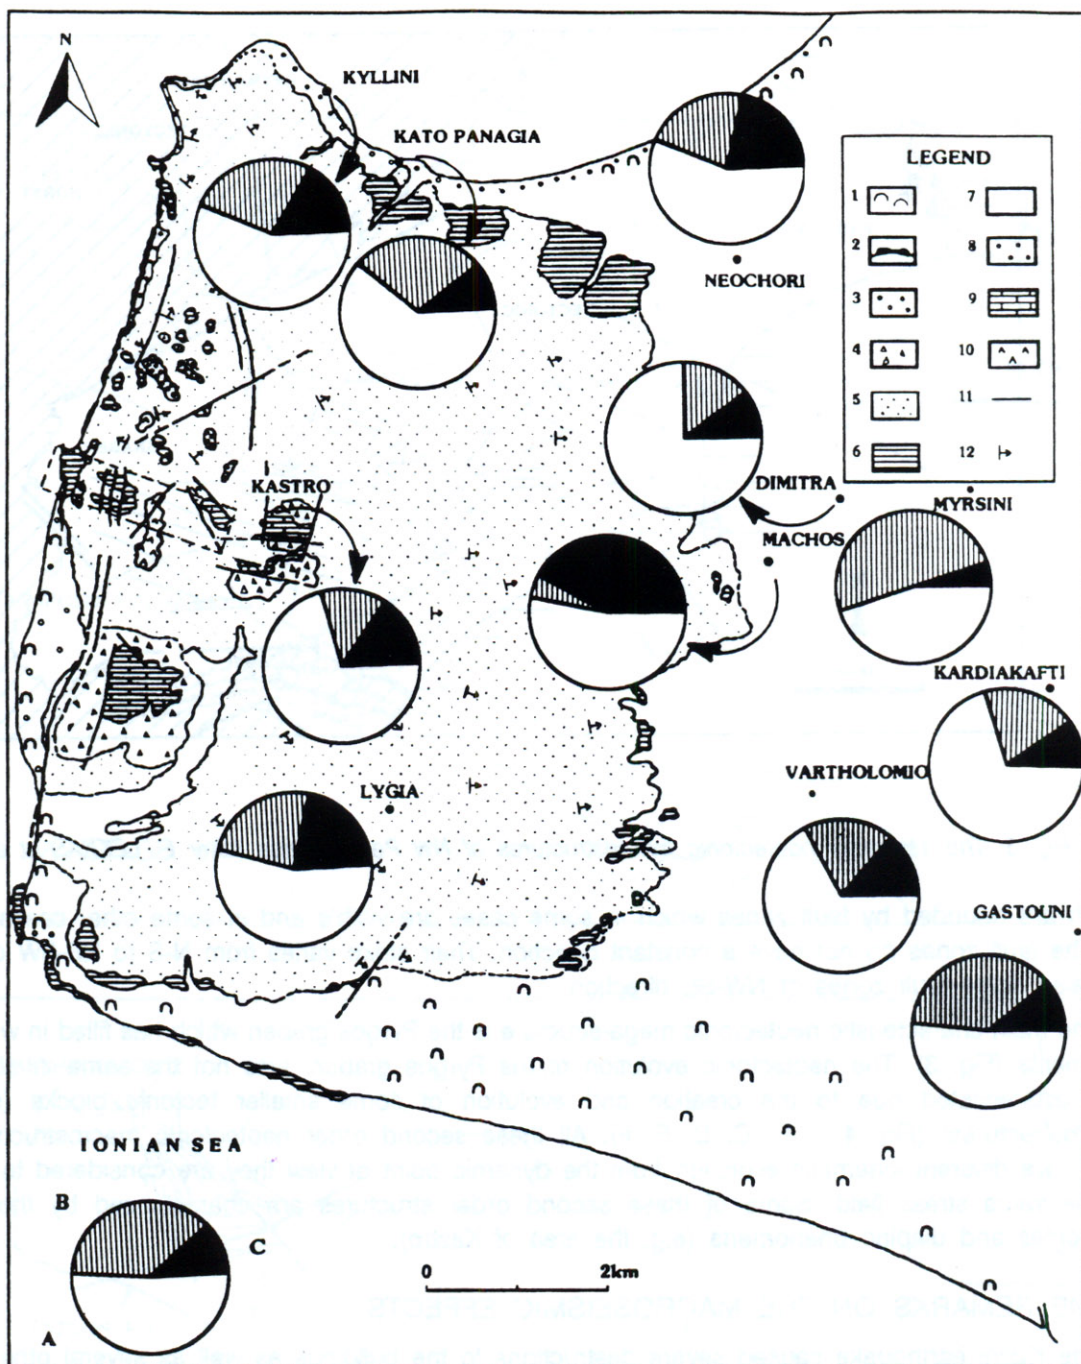 N
KYLLINI
KATO PANAGIA
NEOCHORI
LEGEND
1 7
2 8
3 9
4 10
5 11
6 12
KASTRO
DIMITRA
MACHOS
MYRSINI
KARDIAKAFTI
VARTHOLOMIO
LYGIA
GASTOUNI
IONIAN SEA
B
C
A
0 2km